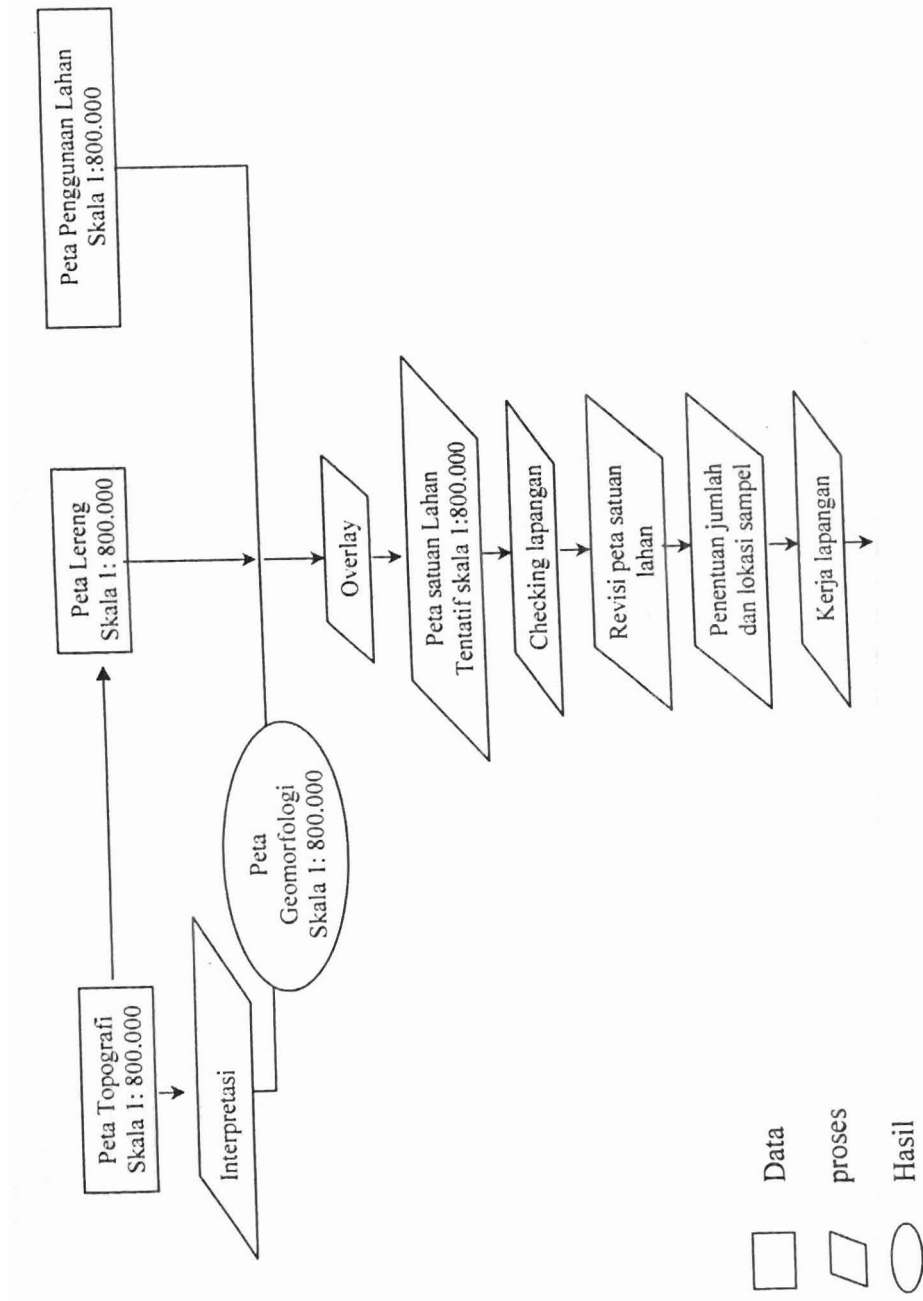 Peta Topografi
Skala 1: 800.000
Peta Lereng
Skala 1: 800.000
Peta Penggunaan Lahan
Skala 1:800.000
Interpretasi
Peta
Geomorfologi
Skala 1: 800.000
Overlay
Peta satuan Lahan
Tentatif skala 1:800.000
Checking lapangan
Revisi peta satuan
lahan
Penentuan jumlah
dan lokasi sampel
Kerja lapangan
Data
proses
Hasil